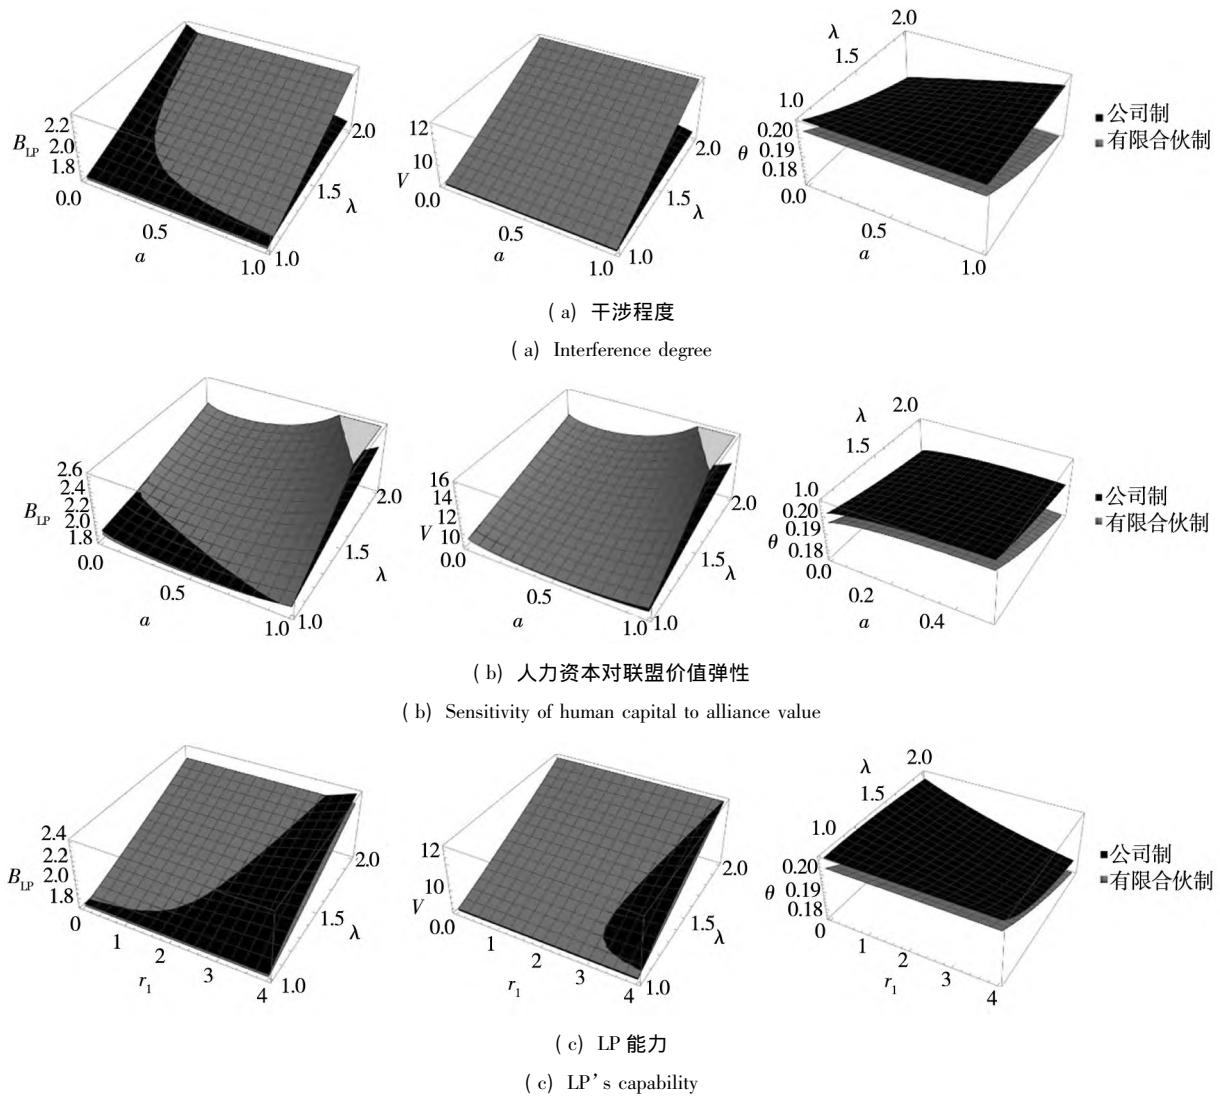 2.2
2.0
1.8
B_LP
0.0
0.5
a
1.0
1.0
1.5
λ
2.0
12
10
V
0.0
0.5
a
1.0
1.0
1.5
λ
2.0
λ
2.0
1.5
1.0
0.20
0.19
0.18
θ
0.0
0.5
a
1.0
公司制
有限合伙制
(a) 干涉程度
(a) Interference degree
2.6
2.4
2.2
2.0
1.8
B_LP
0.0
0.5
a
1.0
1.0
1.5
λ
2.0
16
14
12
10
V
0.0
0.5
a
1.0
1.0
1.5
λ
2.0
λ
2.0
1.5
1.0
0.20
0.19
0.18
θ
0.0
0.2
a
0.4
公司制
有限合伙制
(b) 人力资本对联盟价值弹性
(b) Sensitivity of human capital to alliance value
2.4
2.2
2.0
1.8
B_LP
0
1
2
3
4
r₁
1.0
1.5
λ
2.0
12
10
V
0.0
1
2
3
4
r₁
1.0
1.5
λ
2.0
λ
2.0
1.5
1.0
0.20
0.19
0.18
θ
0
1
2
3
4
r₁
公司制
有限合伙制
(c) LP 能力
(c) LP's capability